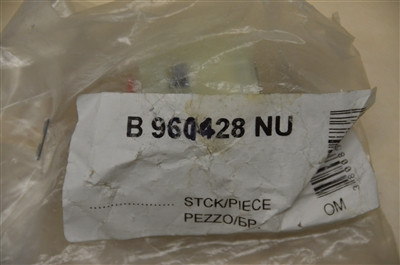 B 960428 NU
STCK/PIECE
PEZZO/БР
OM